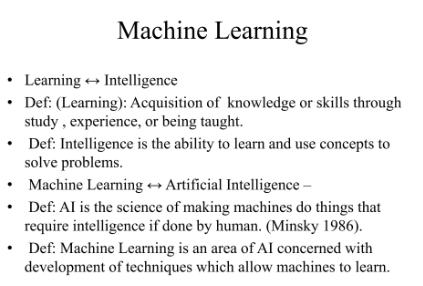 Machine Learning
• Learning ↔ Intelligence
• Def: (Learning): Acquisition of knowledge or skills through
study , experience, or being taught.
• Def: Intelligence is the ability to learn and use concepts to
solve problems.
• Machine Learning ↔ Artificial Intelligence –
• Def: AI is the science of making machines do things that
require intelligence if done by human. (Minsky 1986).
• Def: Machine Learning is an area of AI concerned with
development of techniques which allow machines to learn.